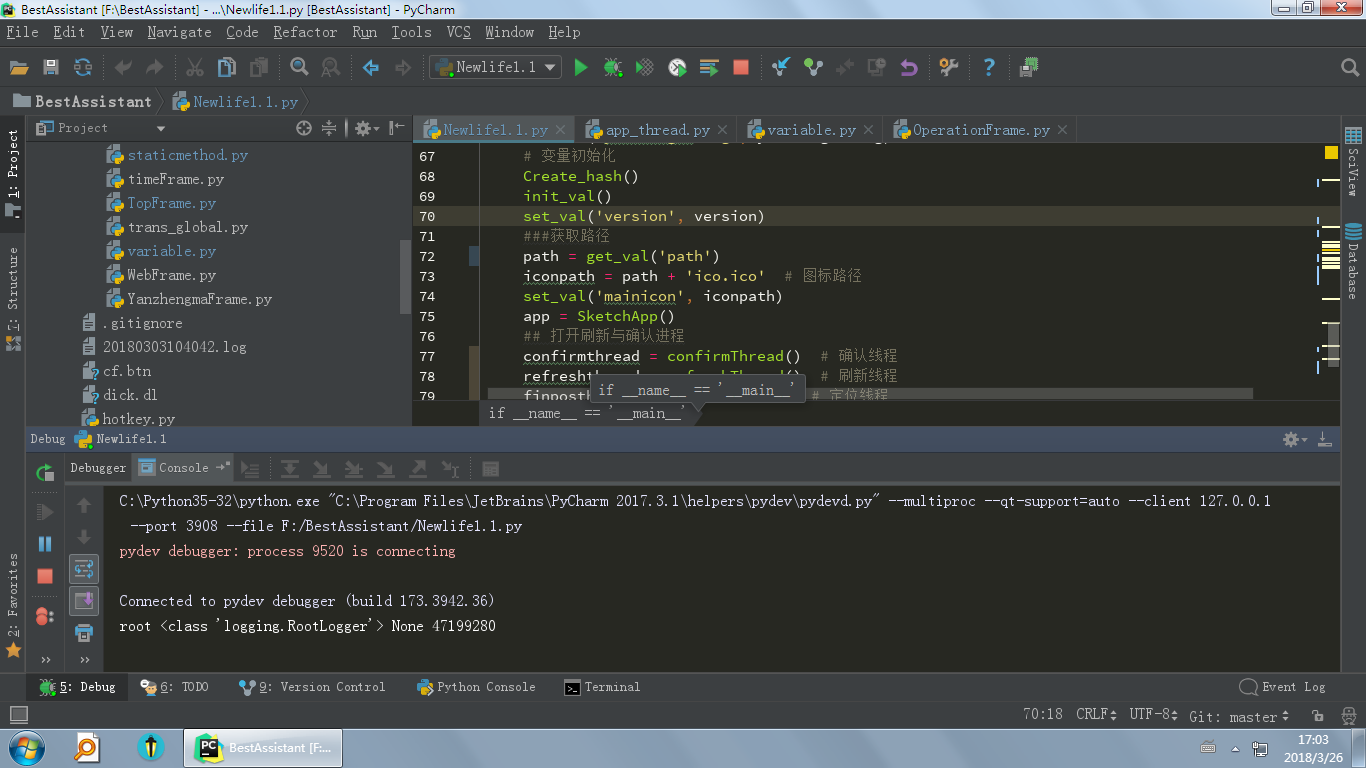 BestAssistant [F:\BestAssistant] - ...\Newlife1.1.py [BestAssistant] - PyCharm
File Edit View Navigate Code Refactor Run Tools VCS Window Help
Newlife1.1
BestAssistant Newlife1.1.py
Project
Newlife1.1.py app_thread.py variable.py OperationFrame.py
1: Project
7: Structure
2: Favorites
staticmethod.py
timeFrame.py
TopFrame.py
trans_global.py
variable.py
WebFrame.py
YanzhengmaFrame.py
.gitignore
20180303104042.log
cf.btn
dick.dl
hotkey.py
67 # 变量初始化
68 Create_hash()
69 init_val()
70 set_val('version', version)
71 ###获取路径
72 path = get_val('path')
73 iconpath = path + 'ico.ico' # 图标路径
74 set_val('mainicon', iconpath)
75 app = SketchApp()
76 ## 打开刷新与确认进程
77 confirmthread = confirmThread() # 确认线程
78 # 刷新线程
79 # 定位线程
if __name__ == '__main__'
if __name__ == '__main__'
SciView
Database
Debug Newlife1.1
Debugger Console
C:\Python35-32\python.exe "C:\Program Files\JetBrains\PyCharm 2017.3.1\helpers\pydev\pydevd.py" --multiproc --qt-support=auto --client 127.0.0.1
--port 3908 --file F:/BestAssistant/Newlife1.1.py
pydev debugger: process 9520 is connecting
Connected to pydev debugger (build 173.3942.36)
root <class 'logging.RootLogger'> None 47199280
5: Debug 6: TODO 9: Version Control Python Console Terminal Event Log
70:18 CRLF UTF-8 Git: master
BestAssistant [F:...
17:03
2018/3/26